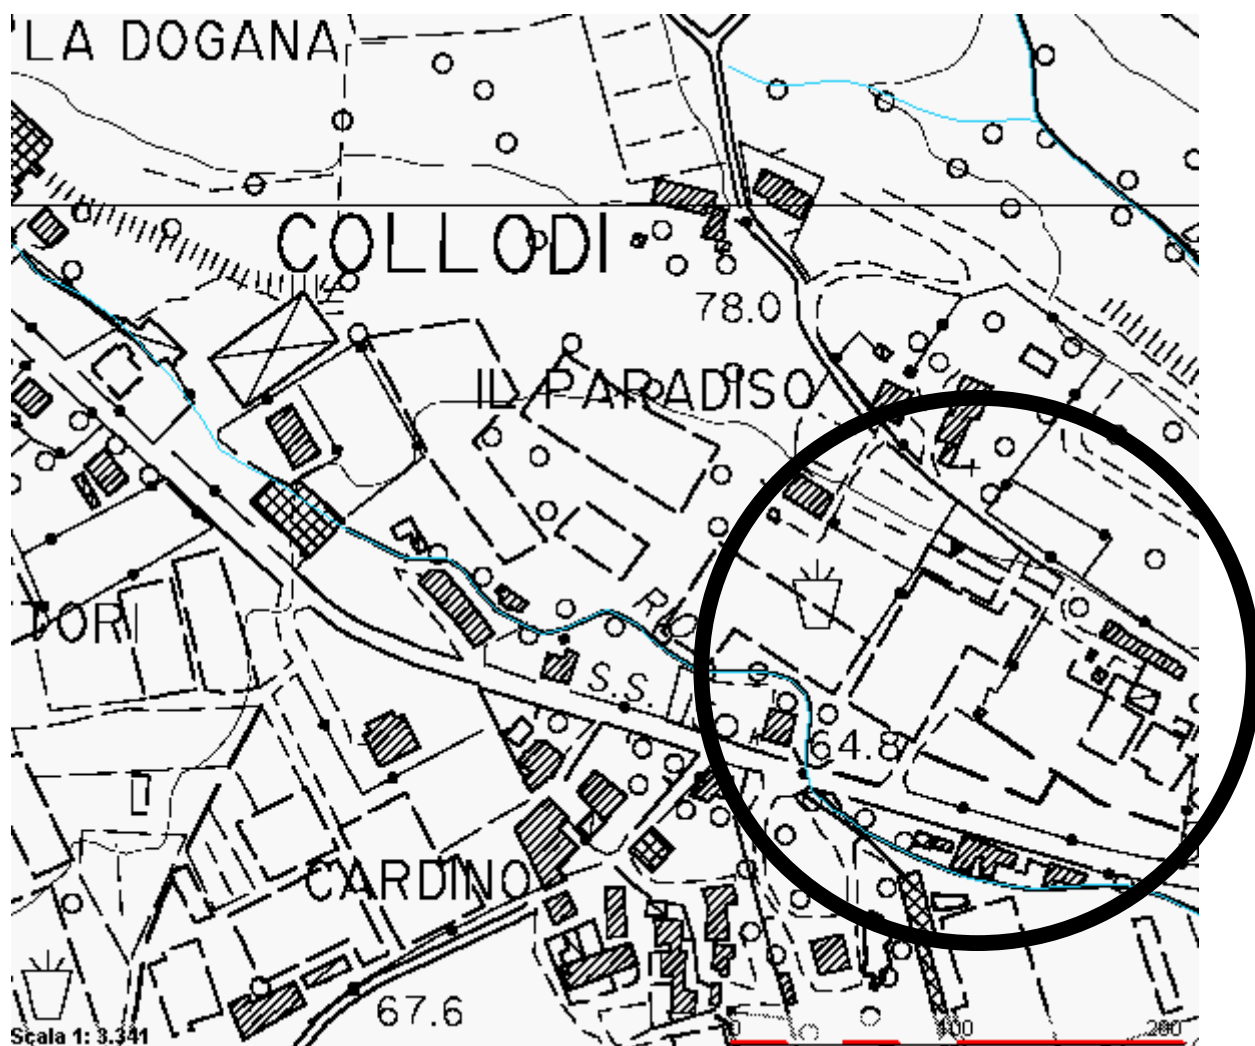 LA DOGANA
COLLODI
78.0
IL PARADISO
TORI
RIO
S.S.
64.8
CARDINO
67.6
Scala 1: 3.341
0 100 200